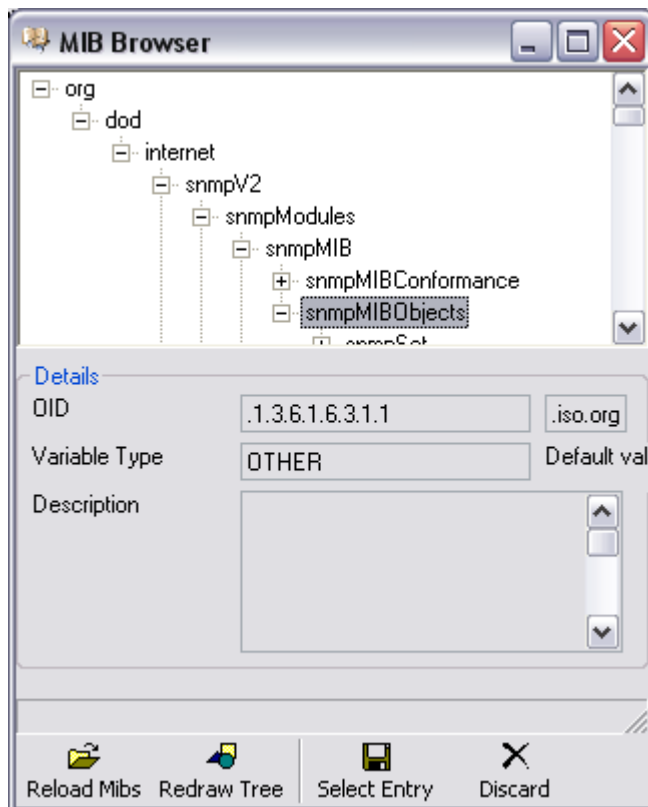 MIB Browser
org
dod
internet
snmpV2
snmpModules
snmpMIB
snmpMIBConformance
snmpMIBObjects
snmpSet
Details
OID .1.3.6.1.6.3.1.1 .iso.org
Variable Type OTHER Default val
Description
Reload Mibs Redraw Tree Select Entry Discard